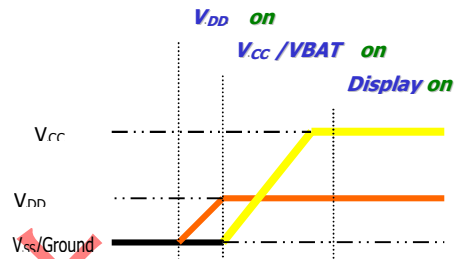 VDD on
VCC /VBAT on
Display on
VCC
VDD
VSS/Ground